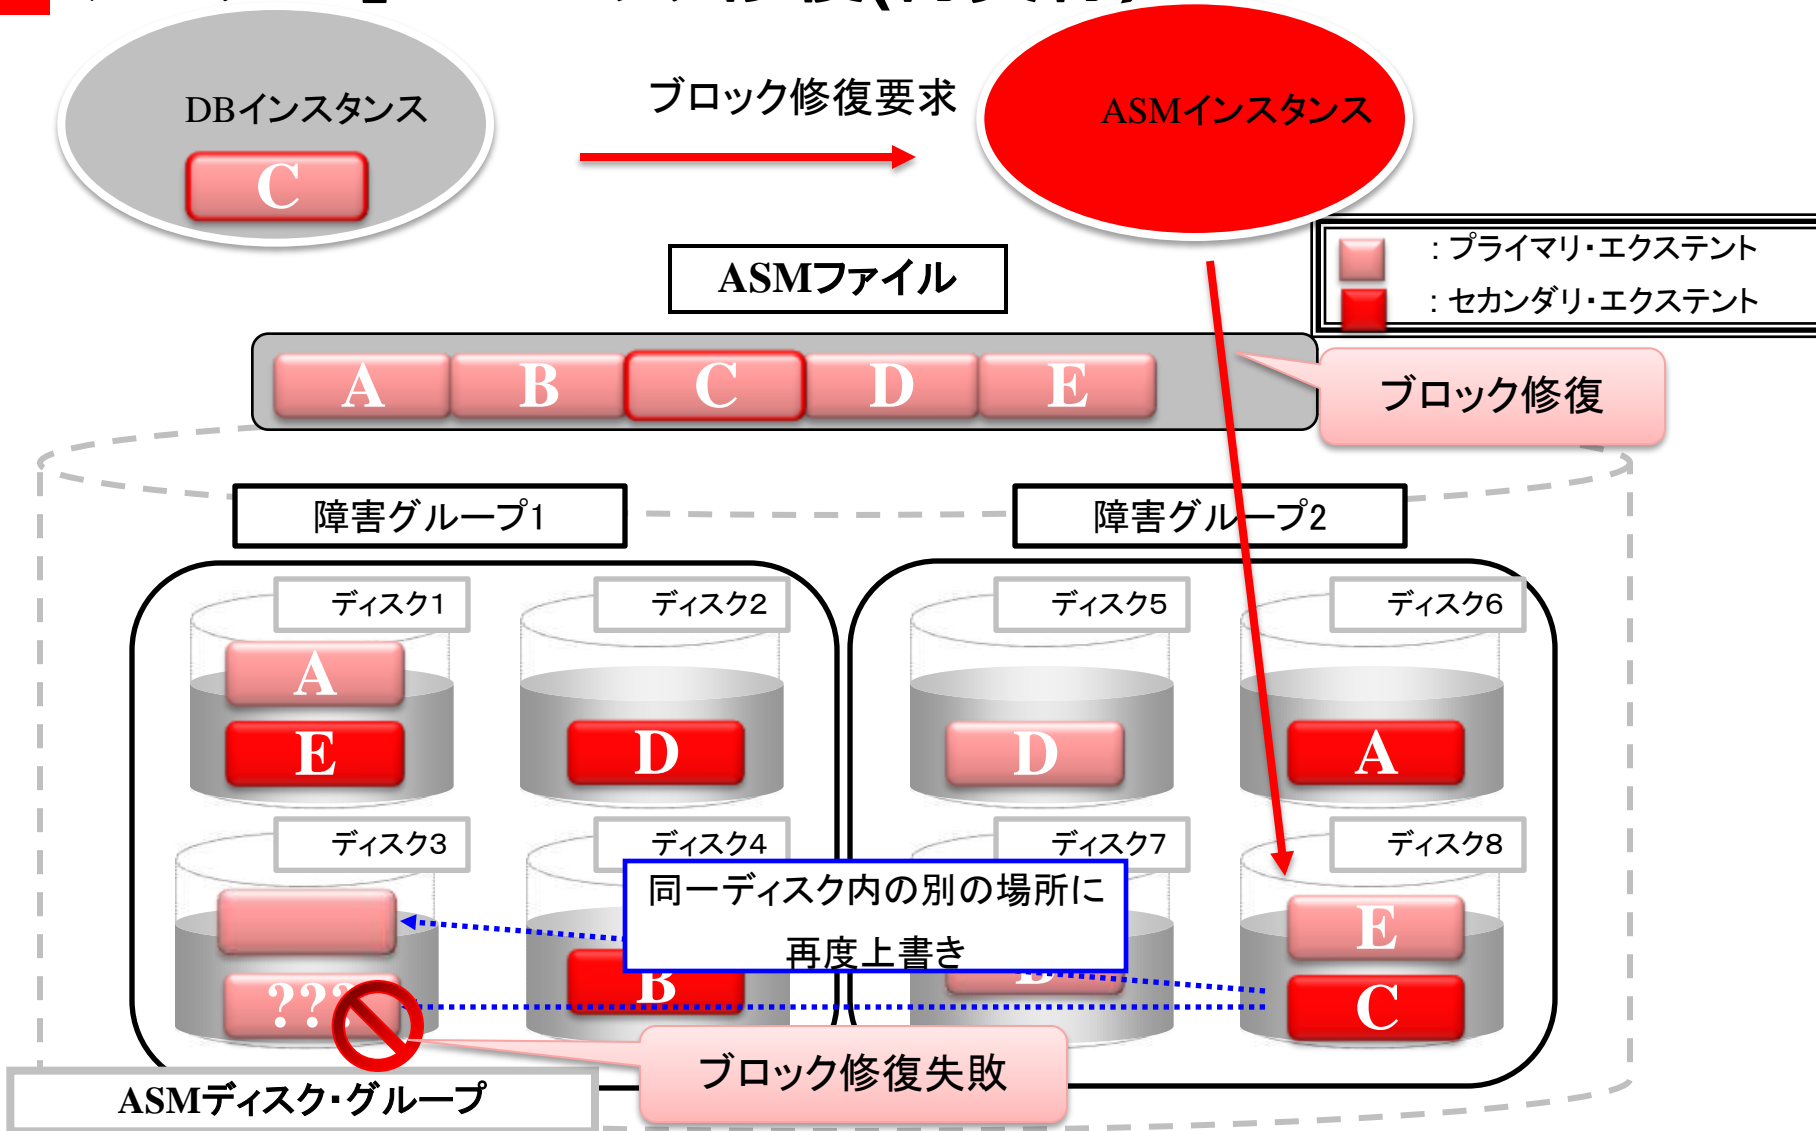 DBインスタンス
C
ブロック修復要求
ASMインスタンス
: プライマリ・エクステント
: セカンダリ・エクステント
ASMファイル
A B C D E
ブロック修復
障害グループ1
障害グループ2
ディスク1
A
E
ディスク2
D
ディスク5
D
ディスク6
A
ディスク3
???
ディスク4
B
ディスク7
ディスク8
E
C
同一ディスク内の別の場所に
再度上書き
ブロック修復失敗
ASMディスク・グループ